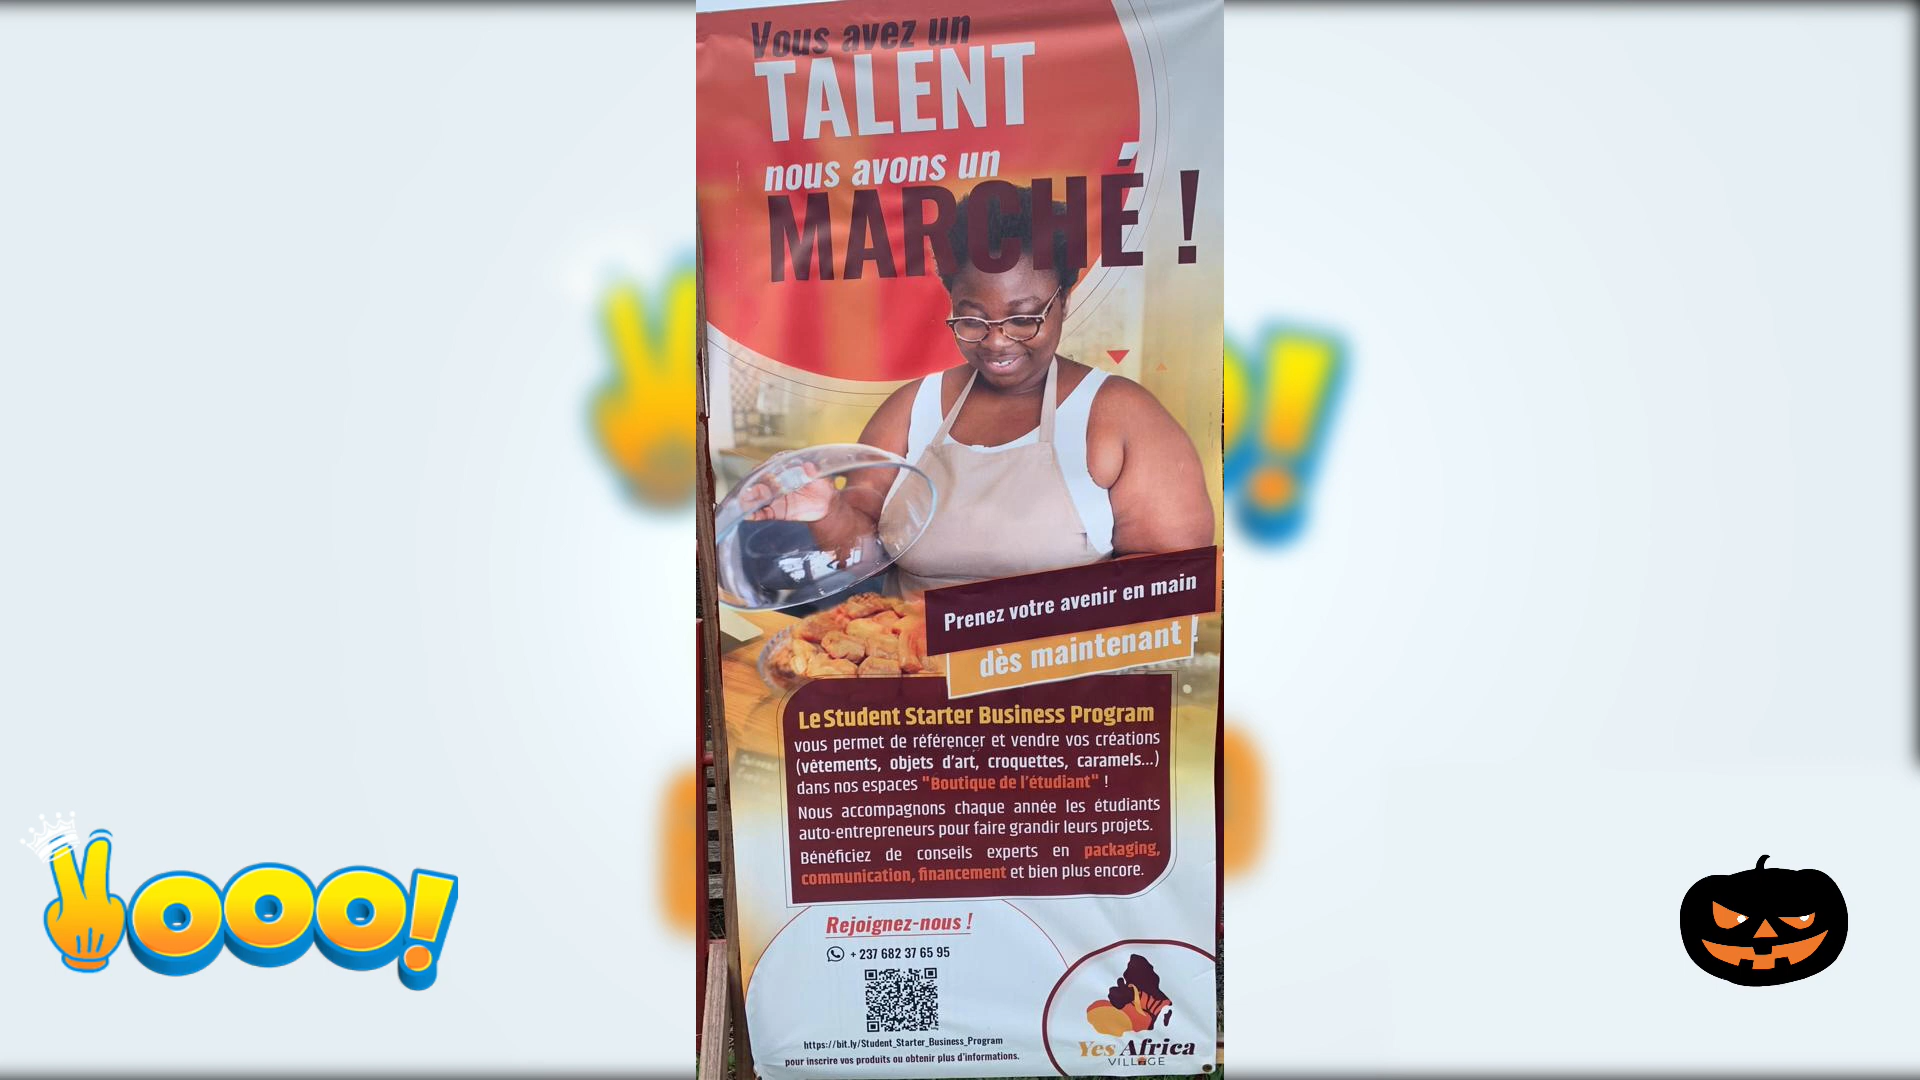 Vous avez un
TALENT
nous avons un
MARCHÉ !
Prenez votre avenir en main
dès maintenant !
Le Student Starter Business Program
vous permet de référencer et vendre vos créations
(vêtements, objets d'art, croquettes, caramels...)
dans nos espaces "Boutique de l'étudiant" !
Nous accompagnons chaque année les étudiants
auto-entrepreneurs pour faire grandir leurs projets.
Bénéficiez de conseils experts en packaging,
communication, financement et bien plus encore.
Rejoignez-nous !
+ 237 682 37 65 95
https://bit.ly/Student_Starter_Business_Program
pour inscrire vos produits ou obtenir plus d'informations.
Yes Africa
VILLAGE
VOOO!